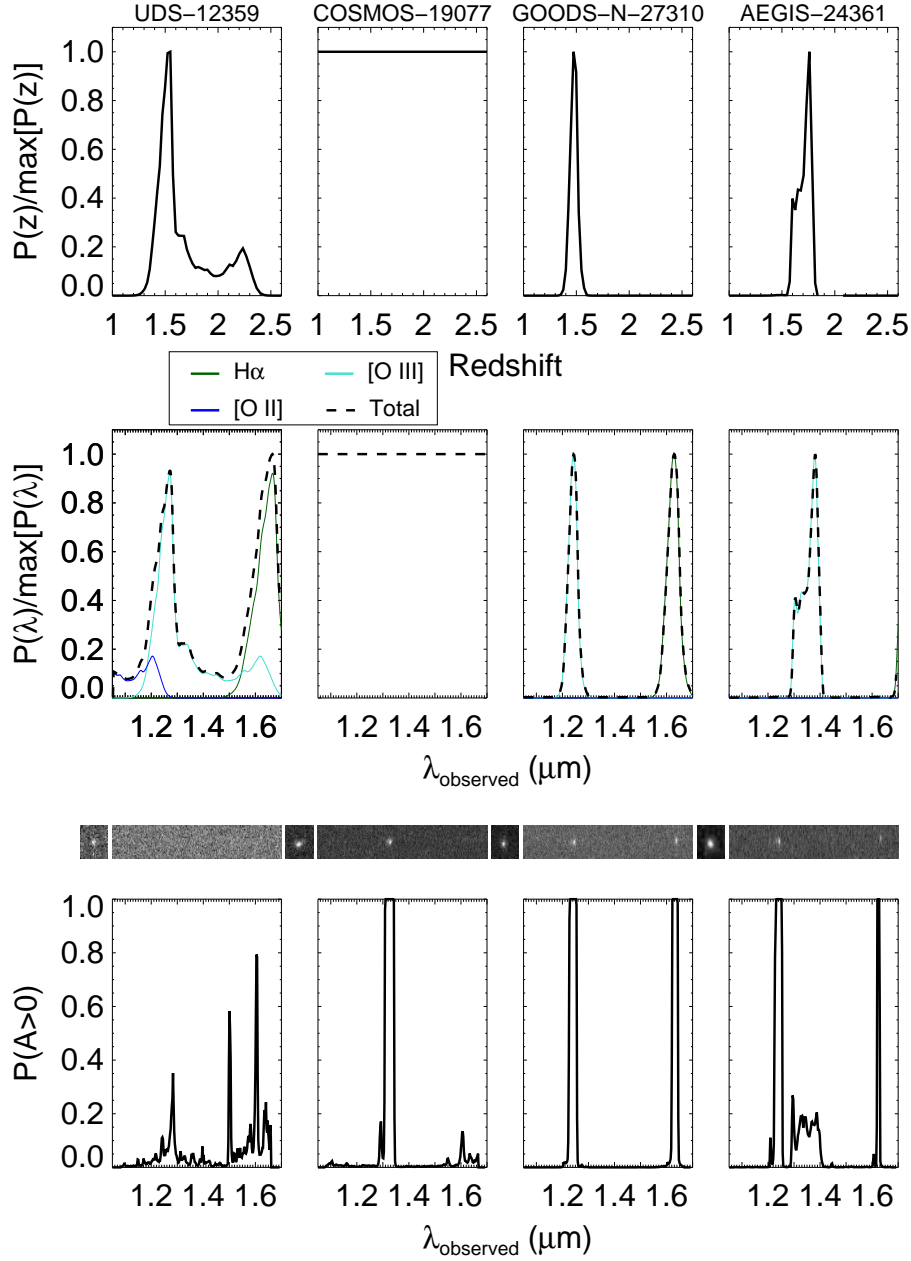 UDS−12359 COSMOS−19077 GOODS−N−27310 AEGIS−24361
P(z)/max[P(z)]
1.0
0.8
0.6
0.4
0.2
0.0
1 1.5 2 2.5 1 1.5 2 2.5 1 1.5 2 2.5 1 1.5 2 2.5
Redshift
Hα [O III]
[O II] Total
P(λ)/max[P(λ)]
1.0
0.8
0.6
0.4
0.2
0.0
1.2 1.4 1.6 1.2 1.4 1.6 1.2 1.4 1.6 1.2 1.4 1.6
λobserved (μm)
P(A>0)
1.0
0.8
0.6
0.4
0.2
0.0
1.2 1.4 1.6 1.2 1.4 1.6 1.2 1.4 1.6 1.2 1.4 1.6
λobserved (μm)